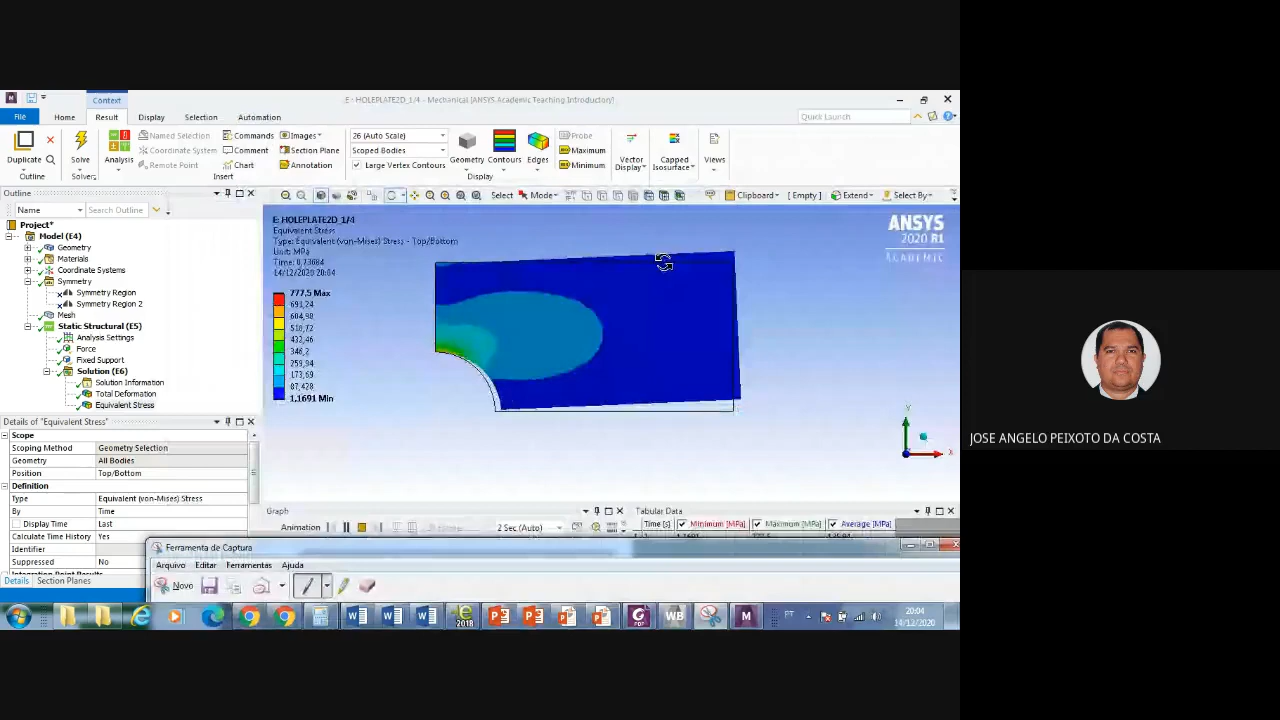 Context
E : HOLEPLATE2D_1/4 - Mechanical [ANSYS Academic Teaching Introductory]
File
Home
Result
Display
Selection
Automation
Quick Launch
Duplicate
Solve
Analysis
Named Selection
Coordinate System
Remote Point
Commands
Comment
Chart
Images
Section Plane
Annotation
26 (Auto Scale)
Scoped Bodies
Large Vertex Contours
Geometry
Contours
Edges
Probe
Maximum
Minimum
Vector
Display
Capped
Isosurface
Views
Outline
Solver
Insert
Display
Outline
Name
Search Outline
Select
Mode
Clipboard
[ Empty ]
Extend
Select By
Project*
Model (E4)
Geometry
Materials
Coordinate Systems
Symmetry
Symmetry Region
Symmetry Region 2
Mesh
Static Structural (E5)
Analysis Settings
Force
Fixed Support
Solution (E6)
Solution Information
Total Deformation
Equivalent Stress
E: HOLEPLATE2D_1/4
Equivalent Stress
Type: Equivalent (von-Mises) Stress - Top/Bottom
Unit: MPa
Time: 0,73684
14/12/2020 20:04
777,5 Max
691,24
604,98
518,72
432,46
346,2
259,94
173,69
87,428
1,1691 Min
ANSYS
2020 R1
ACADEMIC
Y
X
Details of "Equivalent Stress"
Scope
Scoping Method
Geometry Selection
Geometry
All Bodies
Position
Top/Bottom
Definition
Type
Equivalent (von-Mises) Stress
By
Time
Display Time
Last
Calculate Time History
Yes
Identifier
Suppressed
No
Details
Section Planes
Graph
Animation
2 Sec (Auto)
Tabular Data
Time [s]
Minimum [MPa]
Maximum [MPa]
Average [MPa]
Ferramenta de Captura
Arquivo
Editar
Ferramentas
Ajuda
Novo
2018
WB
M
PT
20:04
14/12/2020
JOSE ANGELO PEIXOTO DA COSTA